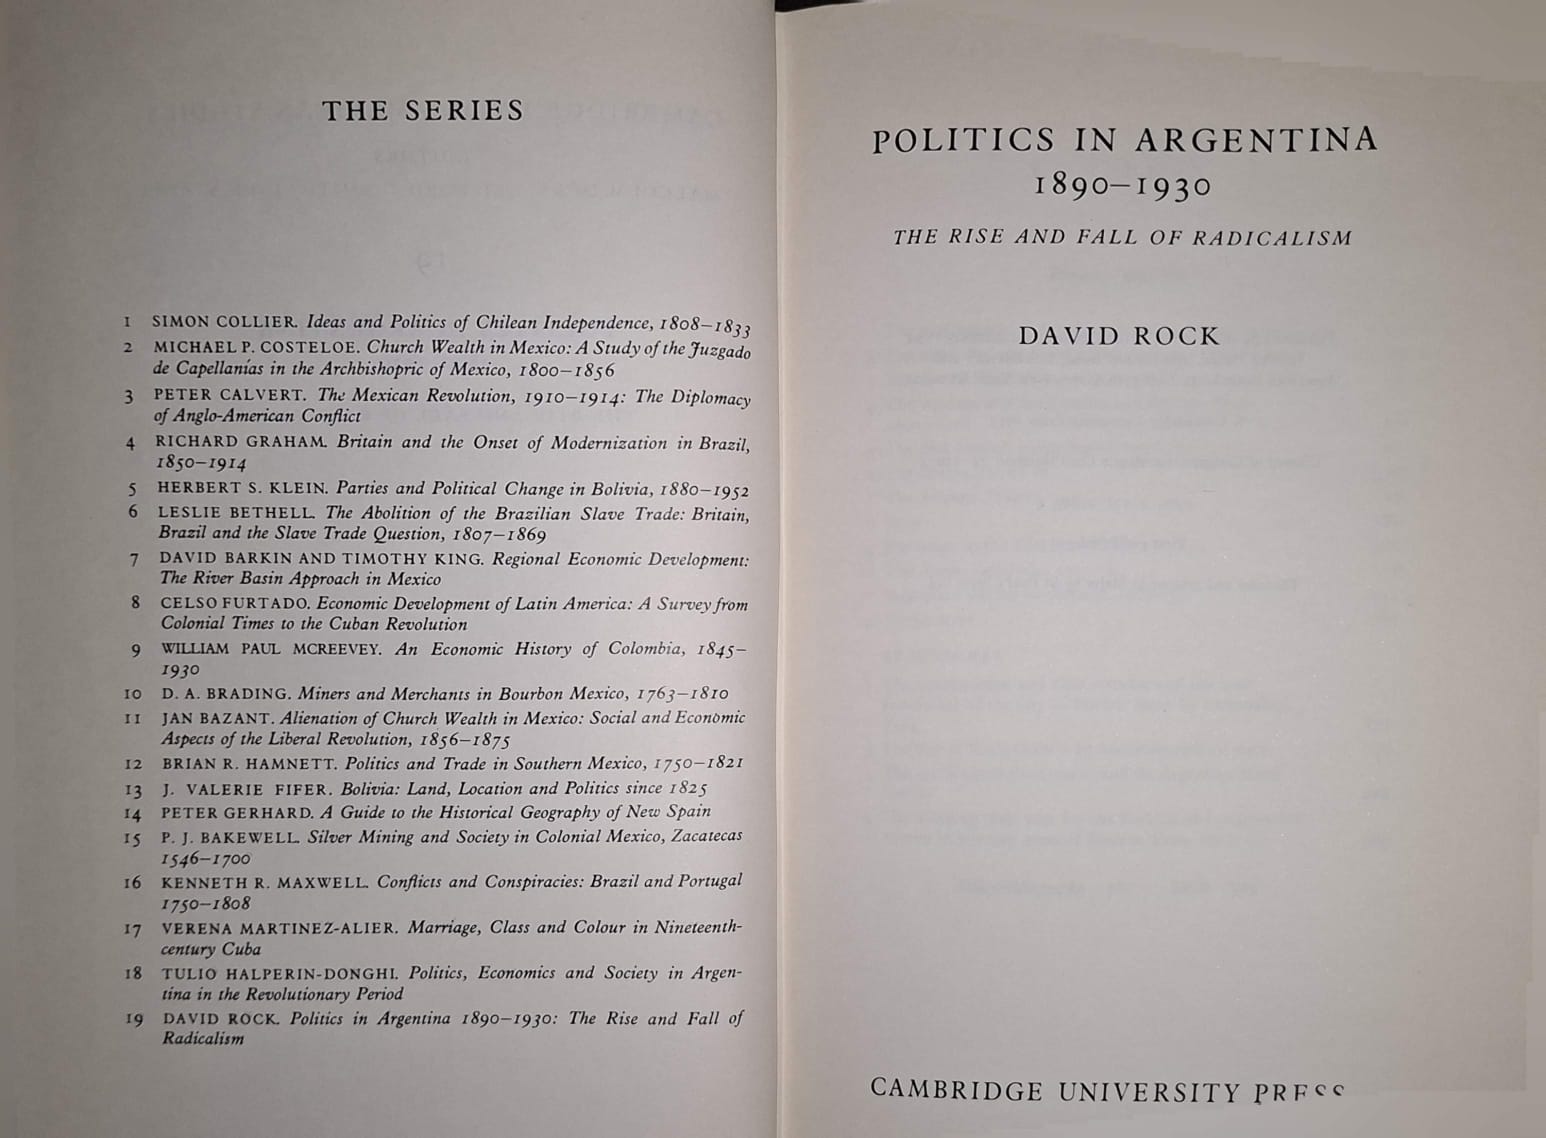 THE SERIES
1 SIMON COLLIER. Ideas and Politics of Chilean Independence, 1808–1833
2 MICHAEL P. COSTELOE. Church Wealth in Mexico: A Study of the Juzgado
de Capellanías in the Archbishopric of Mexico, 1800–1856
3 PETER CALVERT. The Mexican Revolution, 1910–1914: The Diplomacy
of Anglo-American Conflict
4 RICHARD GRAHAM. Britain and the Onset of Modernization in Brazil,
1850–1914
5 HERBERT S. KLEIN. Parties and Political Change in Bolivia, 1880–1952
6 LESLIE BETHELL. The Abolition of the Brazilian Slave Trade: Britain,
Brazil and the Slave Trade Question, 1807–1869
7 DAVID BARKIN AND TIMOTHY KING. Regional Economic Development:
The River Basin Approach in Mexico
8 CELSO FURTADO. Economic Development of Latin America: A Survey from
Colonial Times to the Cuban Revolution
9 WILLIAM PAUL MCREEVEY. An Economic History of Colombia, 1845–
1930
10 D. A. BRADING. Miners and Merchants in Bourbon Mexico, 1763–1810
11 JAN BAZANT. Alienation of Church Wealth in Mexico: Social and Economic
Aspects of the Liberal Revolution, 1856–1875
12 BRIAN R. HAMNETT. Politics and Trade in Southern Mexico, 1750–1821
13 J. VALERIE FIFER. Bolivia: Land, Location and Politics since 1825
14 PETER GERHARD. A Guide to the Historical Geography of New Spain
15 P. J. BAKEWELL. Silver Mining and Society in Colonial Mexico, Zacatecas
1546–1700
16 KENNETH R. MAXWELL. Conflicts and Conspiracies: Brazil and Portugal
1750–1808
17 VERENA MARTINEZ-ALIER. Marriage, Class and Colour in Nineteenth-
century Cuba
18 TULIO HALPERIN-DONGHI. Politics, Economics and Society in Argen-
tina in the Revolutionary Period
19 DAVID ROCK. Politics in Argentina 1890–1930: The Rise and Fall of
Radicalism
POLITICS IN ARGENTINA
1890–1930
THE RISE AND FALL OF RADICALISM
DAVID ROCK
CAMBRIDGE UNIVERSITY PRESS